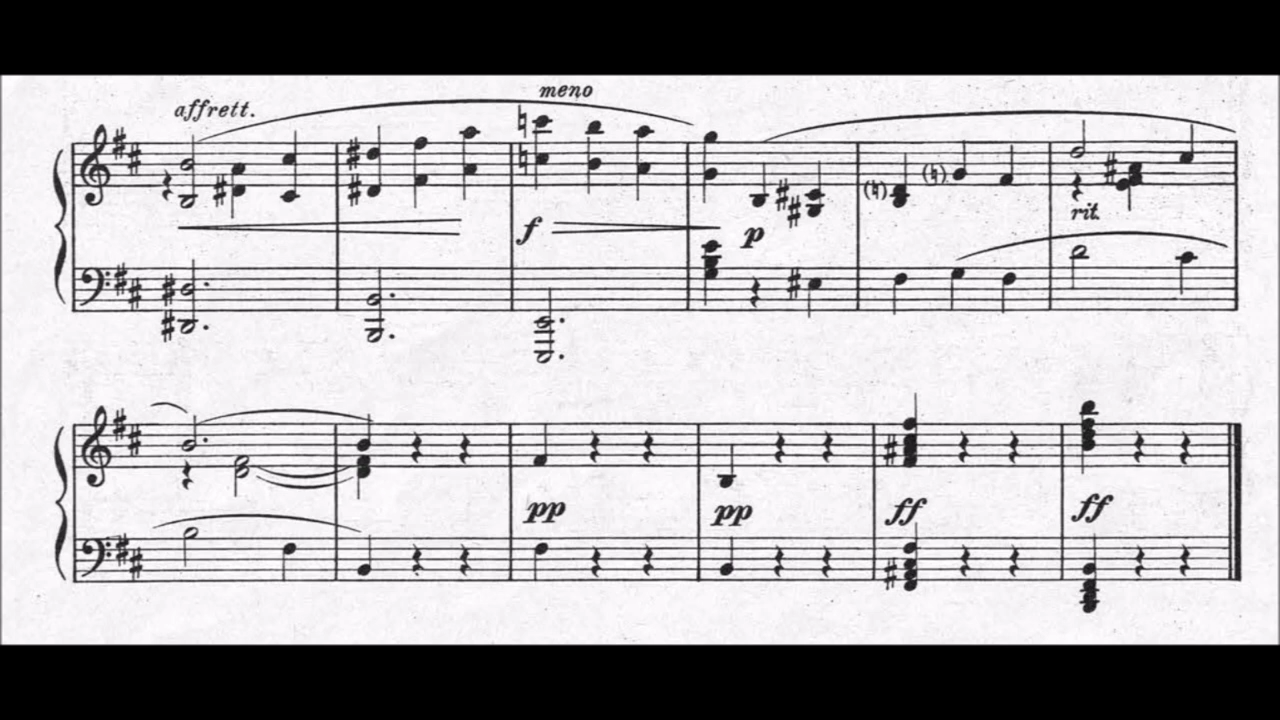 meno
affrett.
f
p
rit.
pp
pp
ff
ff